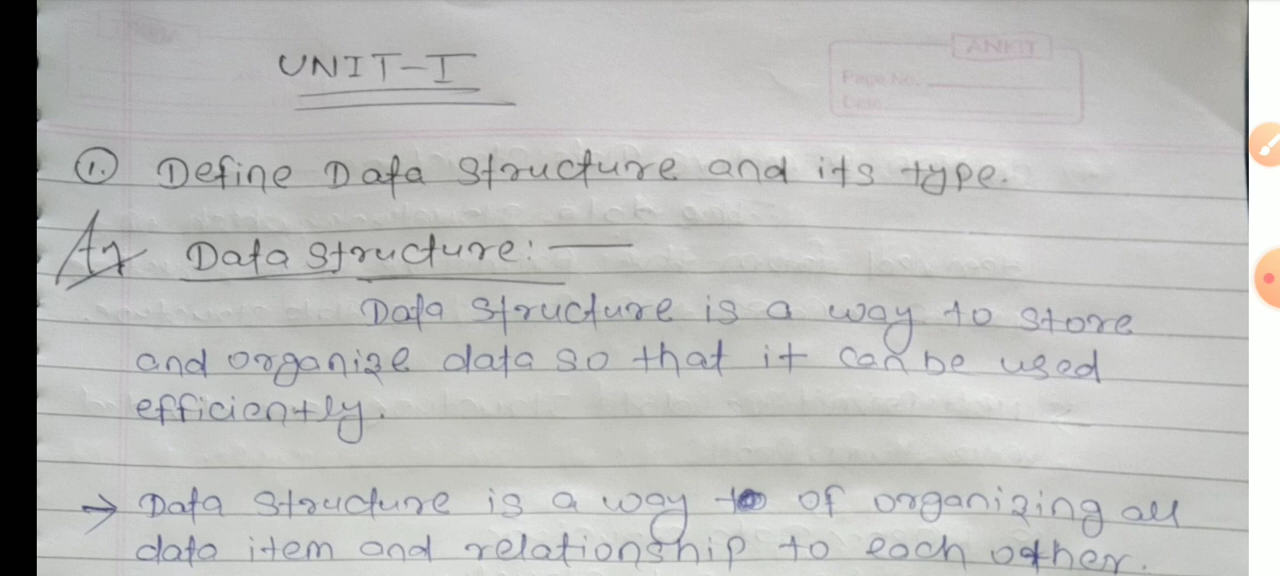 UNIT-I
ANKIT
Page No.
Date
1. Define Data Structure and its type.
Data Structure:—
Data Structure is a way to store
and organize data so that it can be used
efficiently.
→ Data Structure is a way of organizing all
data item and relationship to each other.